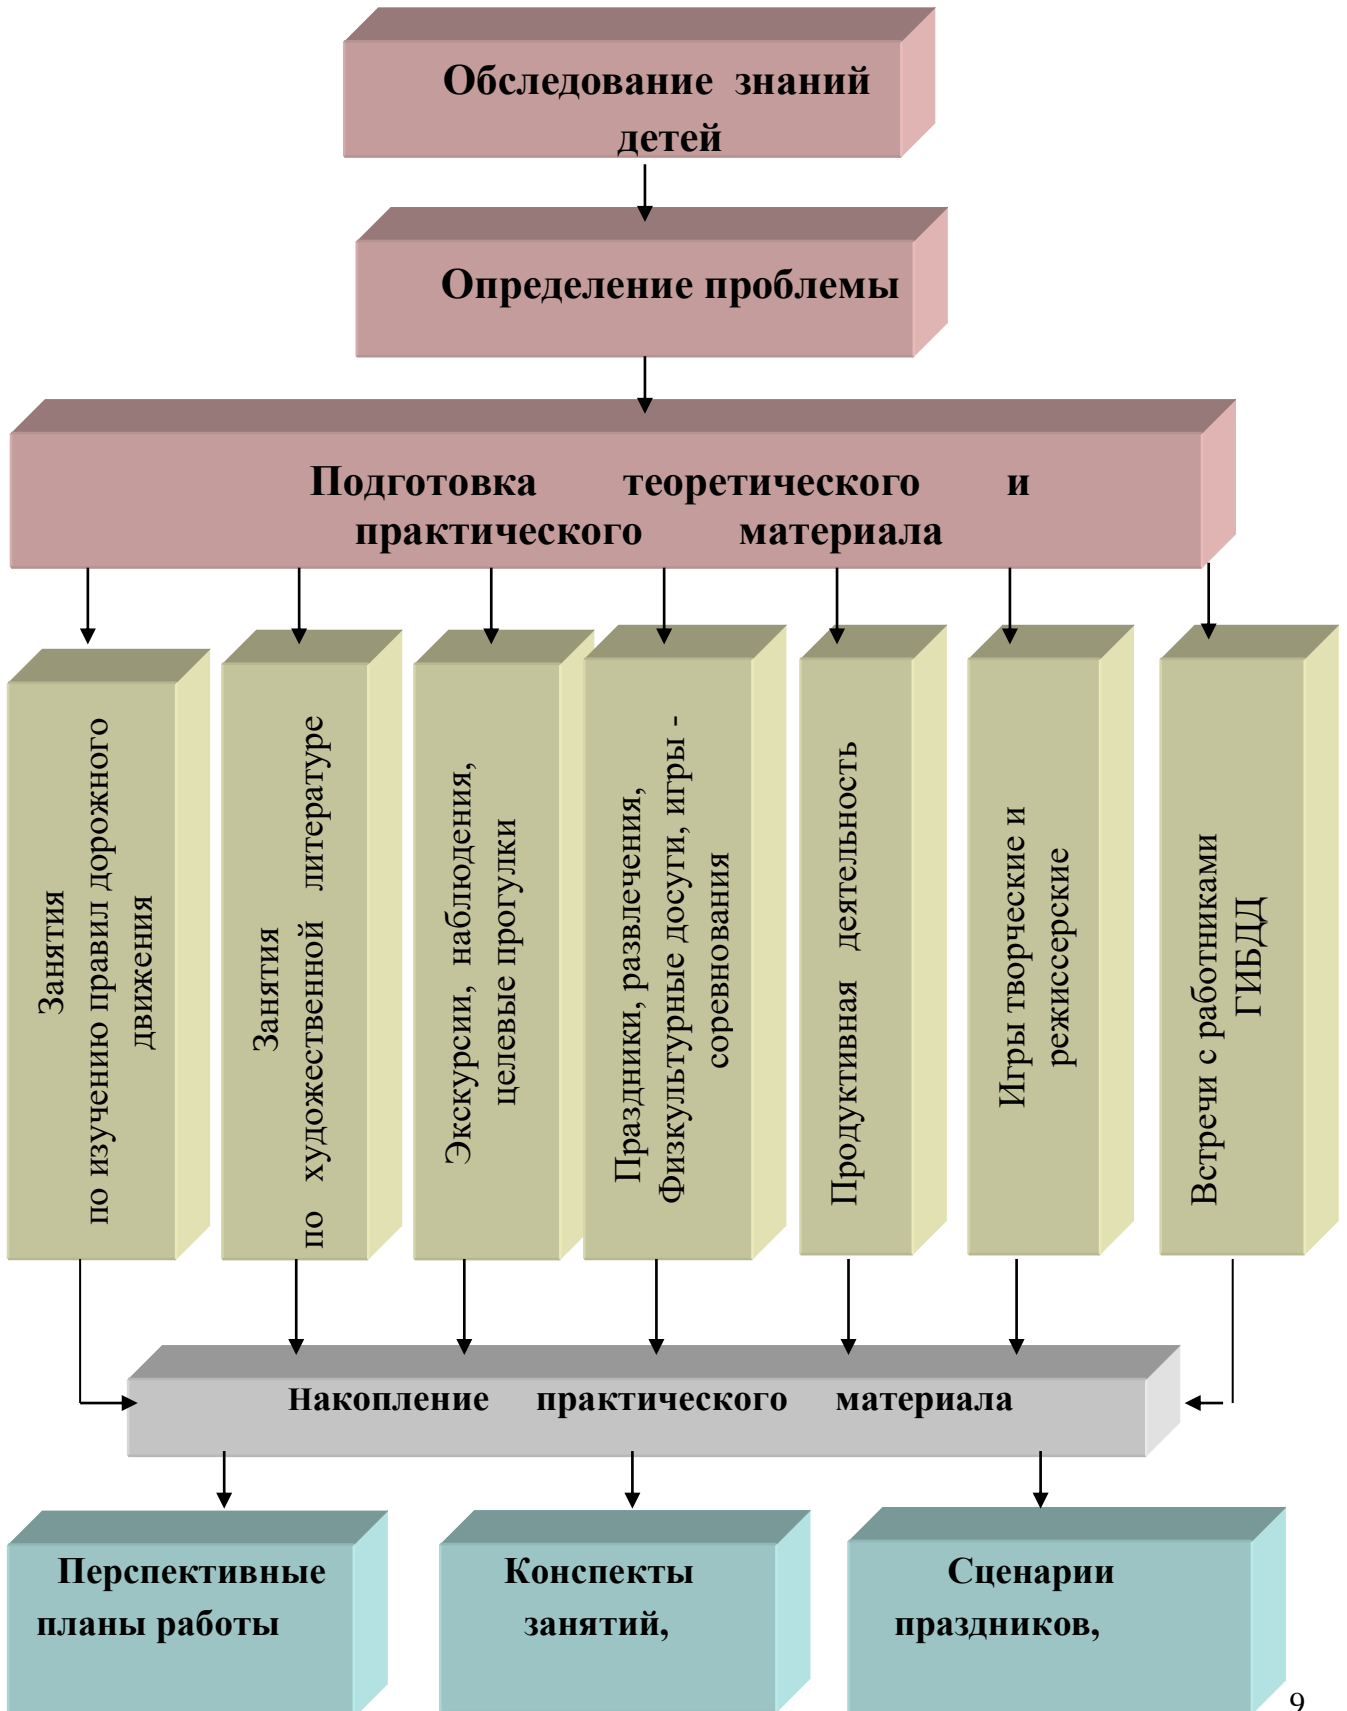 Обследование знаний
детей
Определение проблемы
Подготовка теоретического и
практического материала
Занятия
по изучению правил дорожного
движения
Занятия
по художественной литературе
Экскурсии, наблюдения,
целевые прогулки
Праздники, развлечения,
Физкультурные досуги, игры -
соревнования
Продуктивная деятельность
Игры творческие и
режиссерские
Встречи с работниками
ГИБДД
Накопление практического материала
Перспективные
планы работы
Конспекты
занятий,
Сценарии
праздников,
9